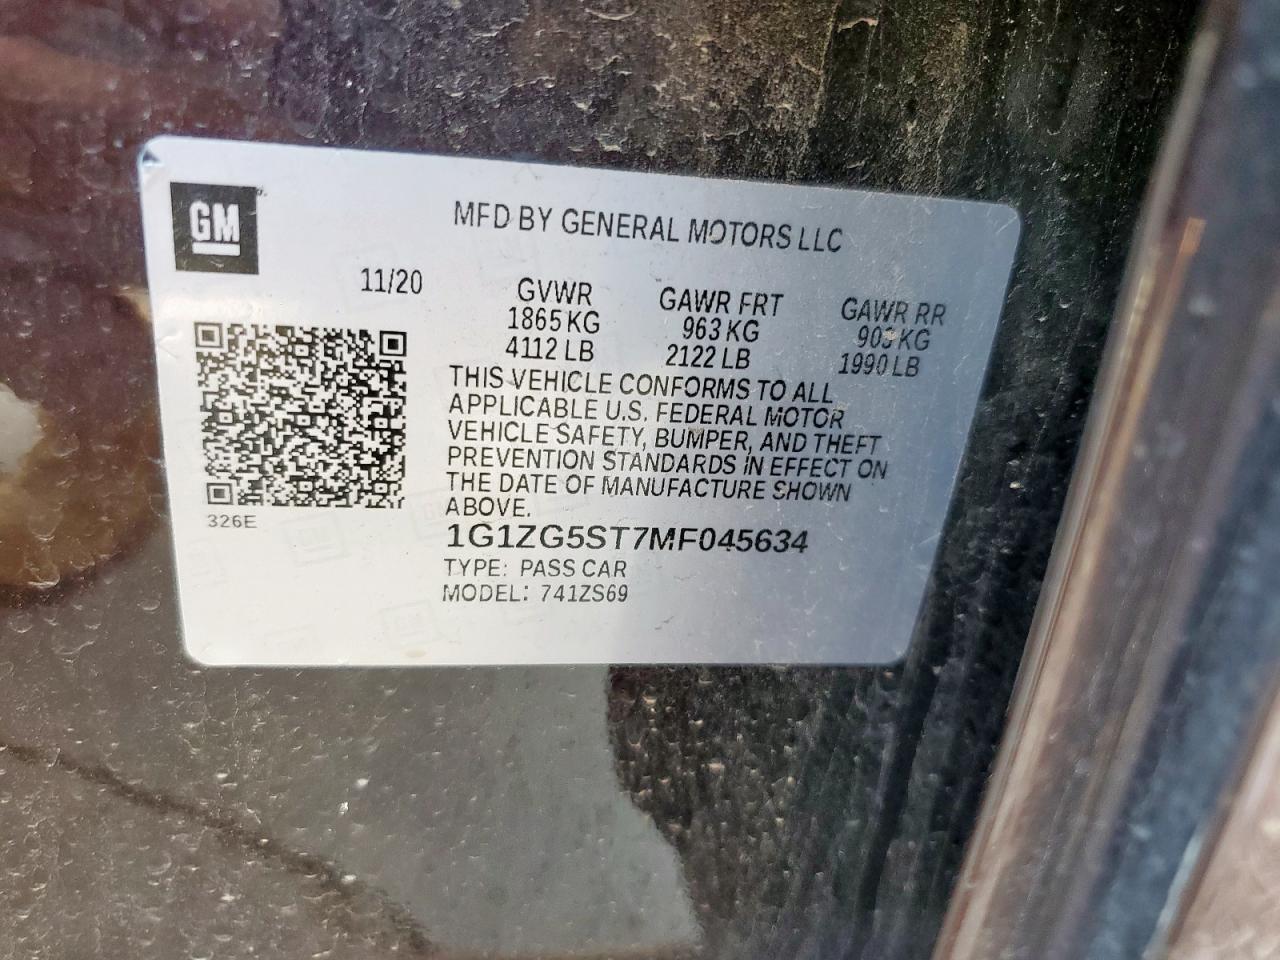 GM
MFD BY GENERAL MOTORS LLC
11/20
GVWR GAWR FRT GAWR RR
1865 KG 963 KG 903 KG
4112 LB 2122 LB 1990 LB
THIS VEHICLE CONFORMS TO ALL
APPLICABLE U.S. FEDERAL MOTOR
VEHICLE SAFETY, BUMPER, AND THEFT
PREVENTION STANDARDS IN EFFECT ON
THE DATE OF MANUFACTURE SHOWN
ABOVE.
326E
1G1ZG5ST7MF045634
TYPE: PASS CAR
MODEL: 741ZS69